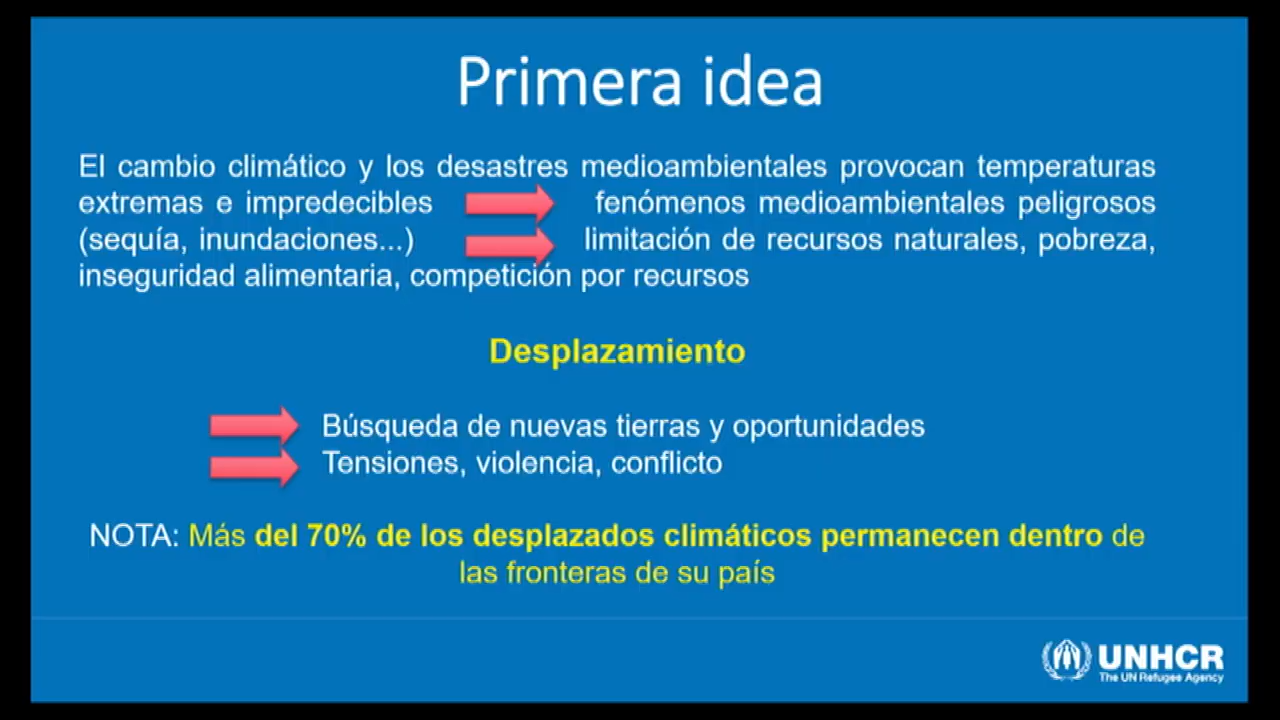 Primera idea
El cambio climático y los desastres medioambientales provocan temperaturas
extremas e impredecibles fenómenos medioambientales peligrosos
(sequía, inundaciones...) limitación de recursos naturales, pobreza,
inseguridad alimentaria, competición por recursos
Desplazamiento
Búsqueda de nuevas tierras y oportunidades
Tensiones, violencia, conflicto
NOTA: Más del 70% de los desplazados climáticos permanecen dentro de
las fronteras de su país
UNHCR
The UN Refugee Agency